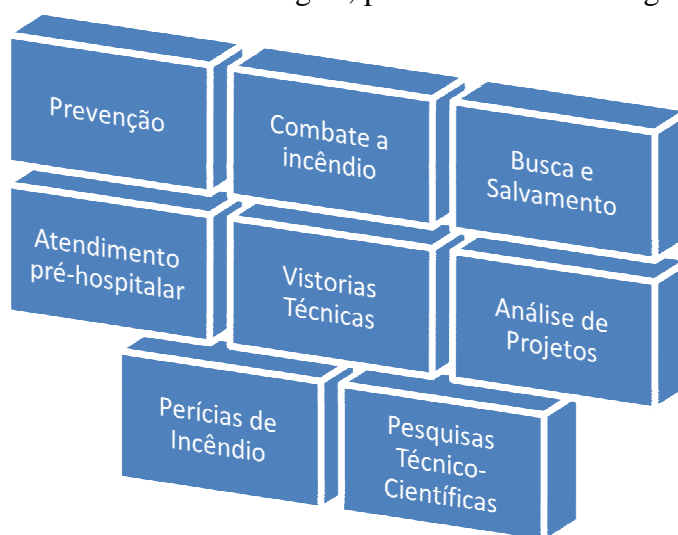 Prevenção
Combate a
incêndio
Busca e
Salvamento
Atendimento
pré-hospitalar
Vistorias
Técnicas
Análise de
Projetos
Perícias de
Incêndio
Pesquisas
Técnico-
Científicas